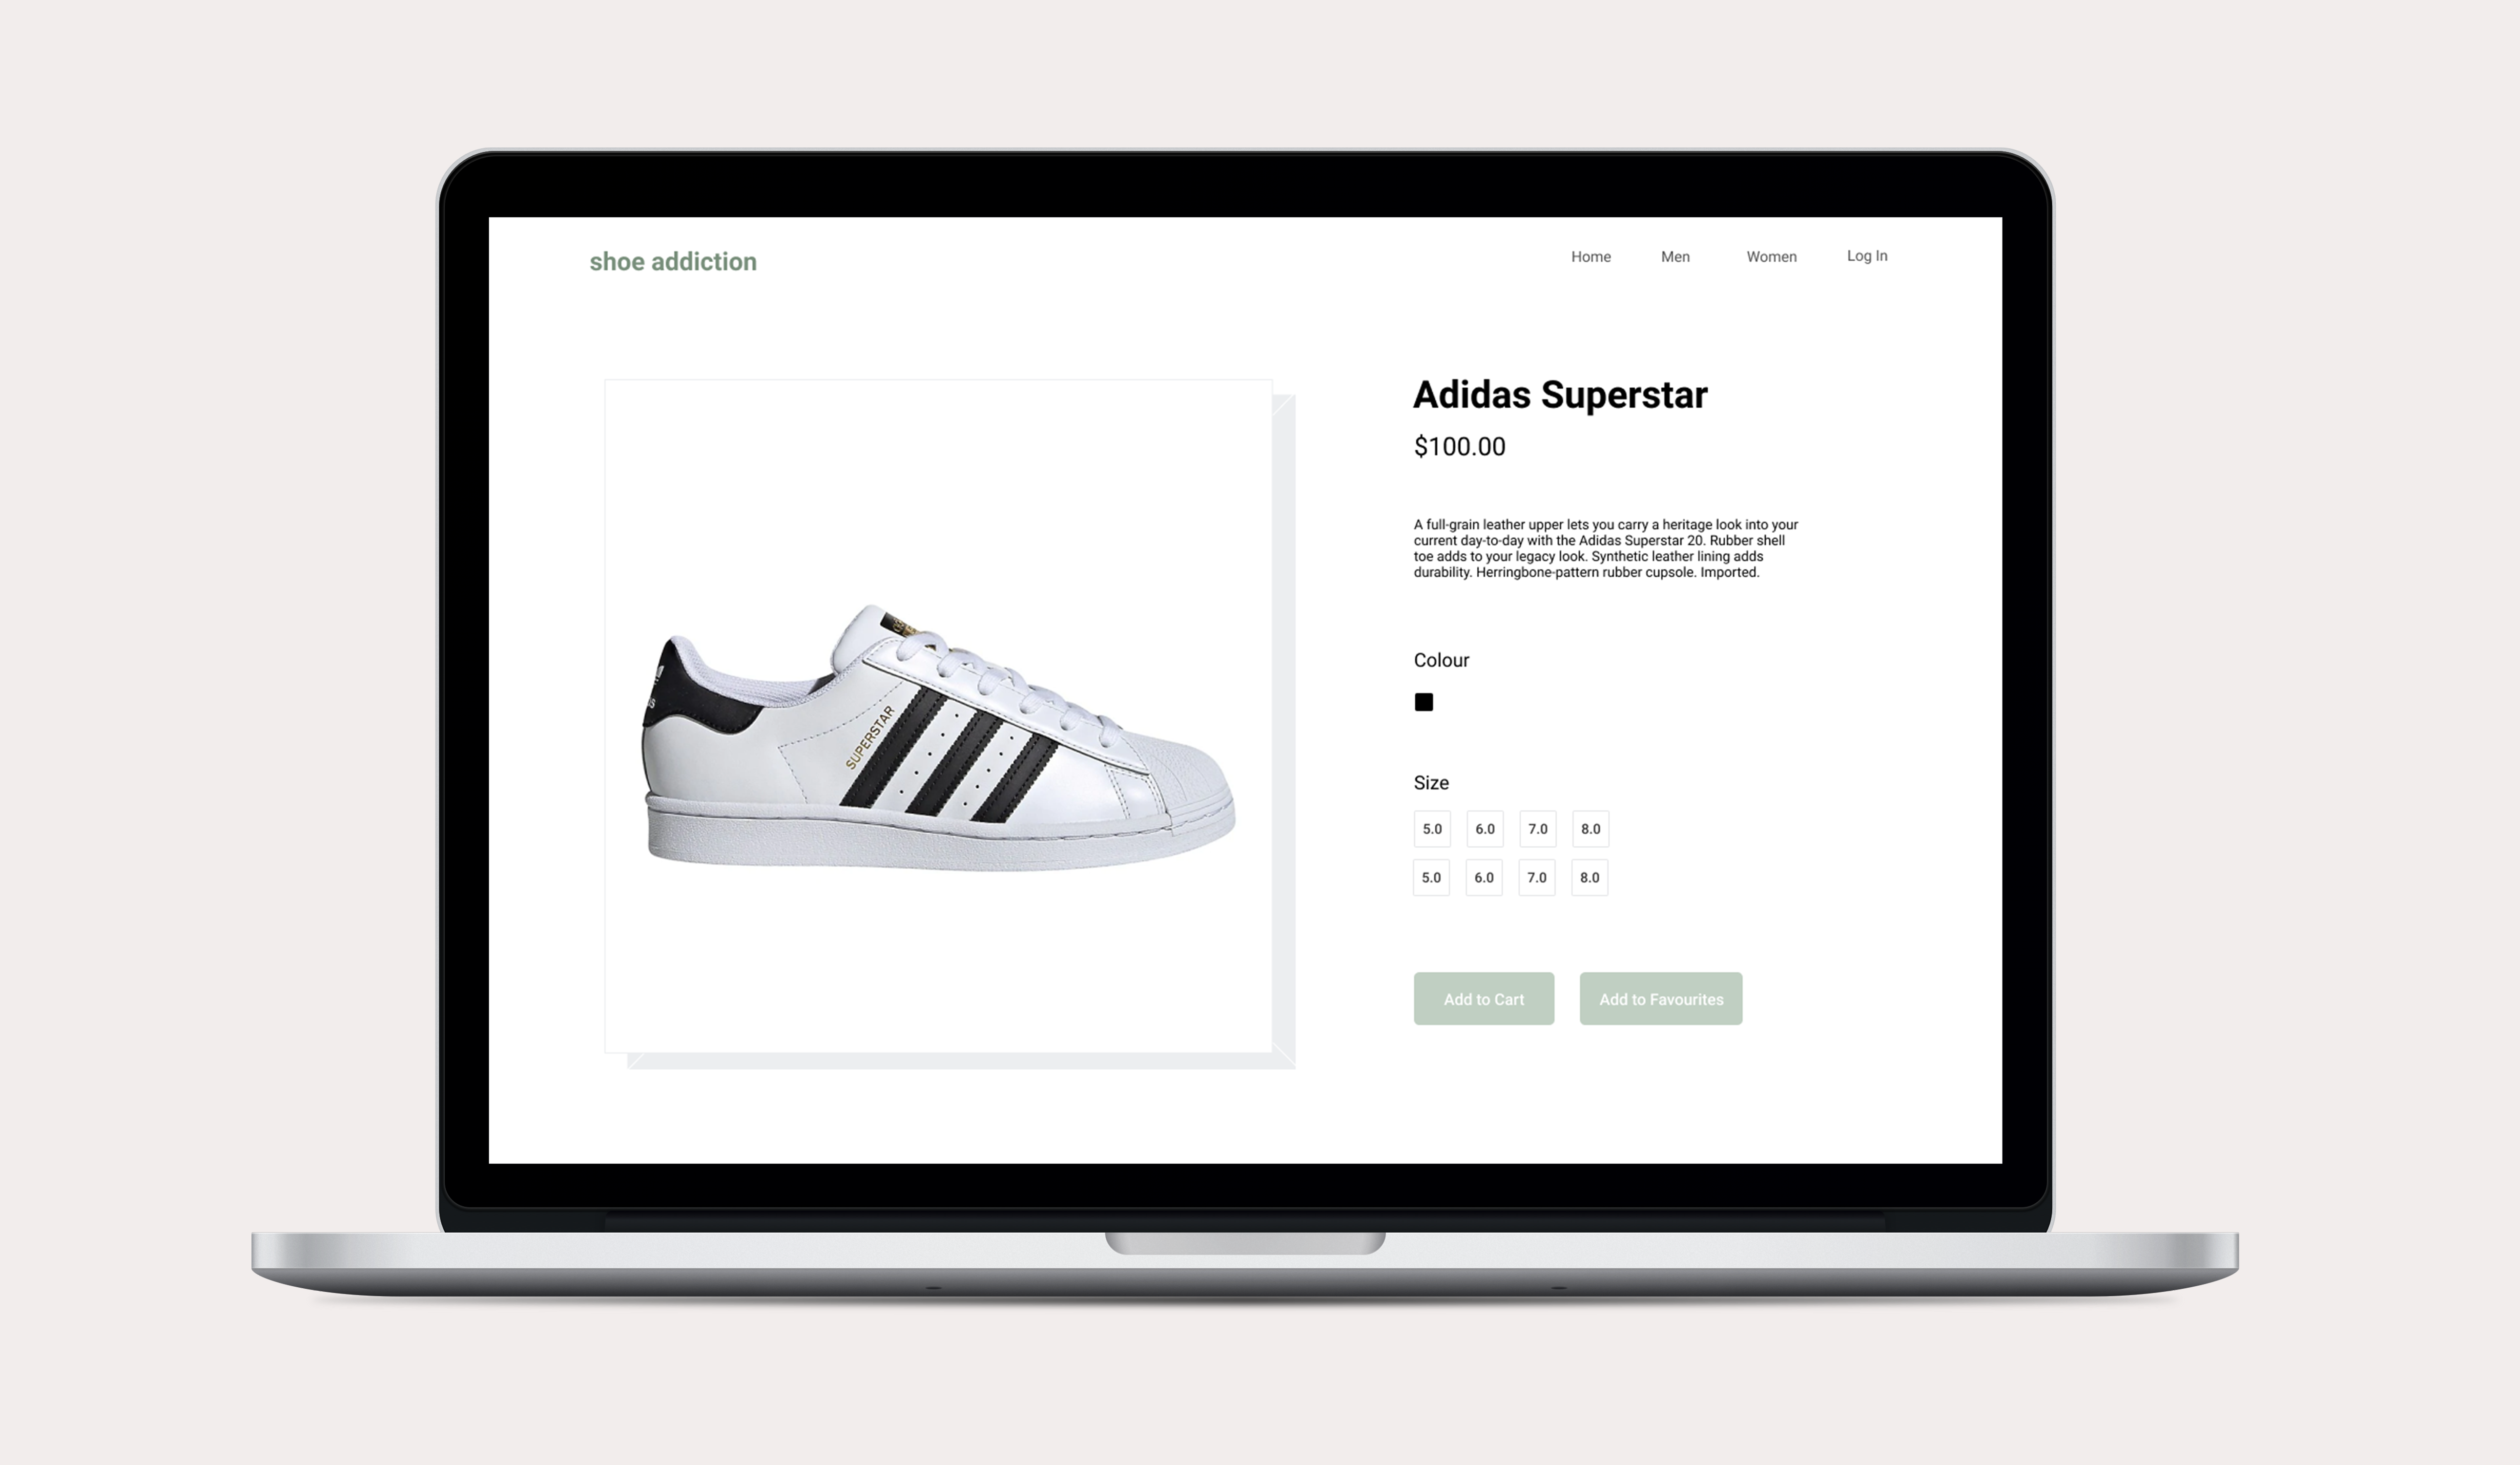 shoe addiction
Home Men Women Log In
Adidas Superstar
$100.00
A full-grain leather upper lets you carry a heritage look into your
current day-to-day with the Adidas Superstar 20. Rubber shell
toe adds to your legacy look. Synthetic leather lining adds
durability. Herringbone-pattern rubber cupsole. Imported.
SUPERSTAR
Colour
Size
5.0 6.0 7.0 8.0
5.0 6.0 7.0 8.0
Add to Cart Add to Favourites